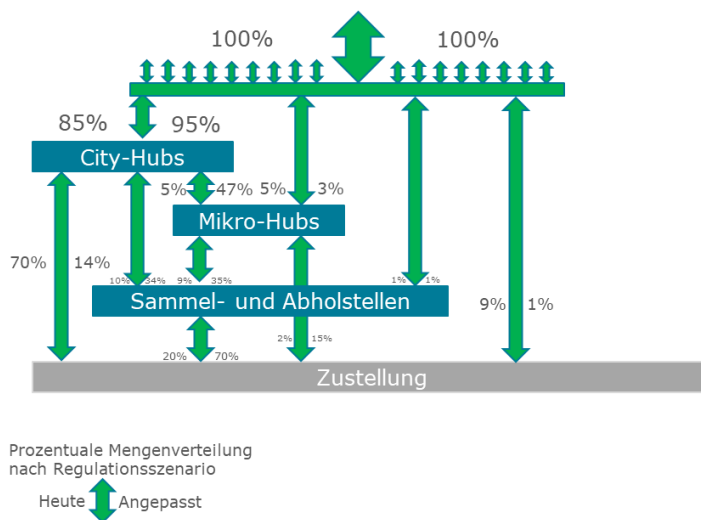 100%
100%
85%
95%
City-Hubs
5%
47%
5%
3%
Mikro-Hubs
70%
14%
10%
34%
9%
35%
1%
1%
Sammel- und Abholstellen
9%
1%
2%
15%
20%
70%
Zustellung
Prozentuale Mengenverteilung
nach Regulationsszenario
Heute
Angepasst